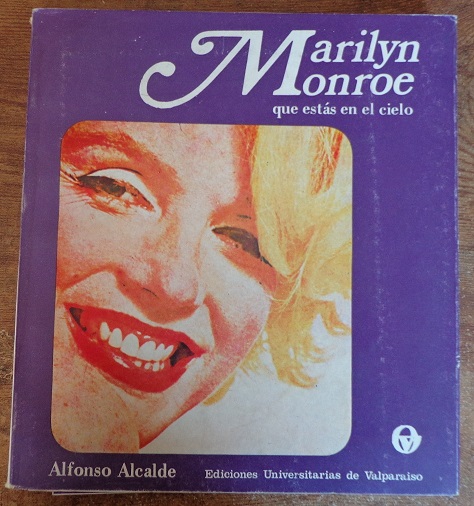 Marilyn
Monroe
que estás en el cielo
Alfonso Alcalde
Ediciones Universitarias de Valparaíso